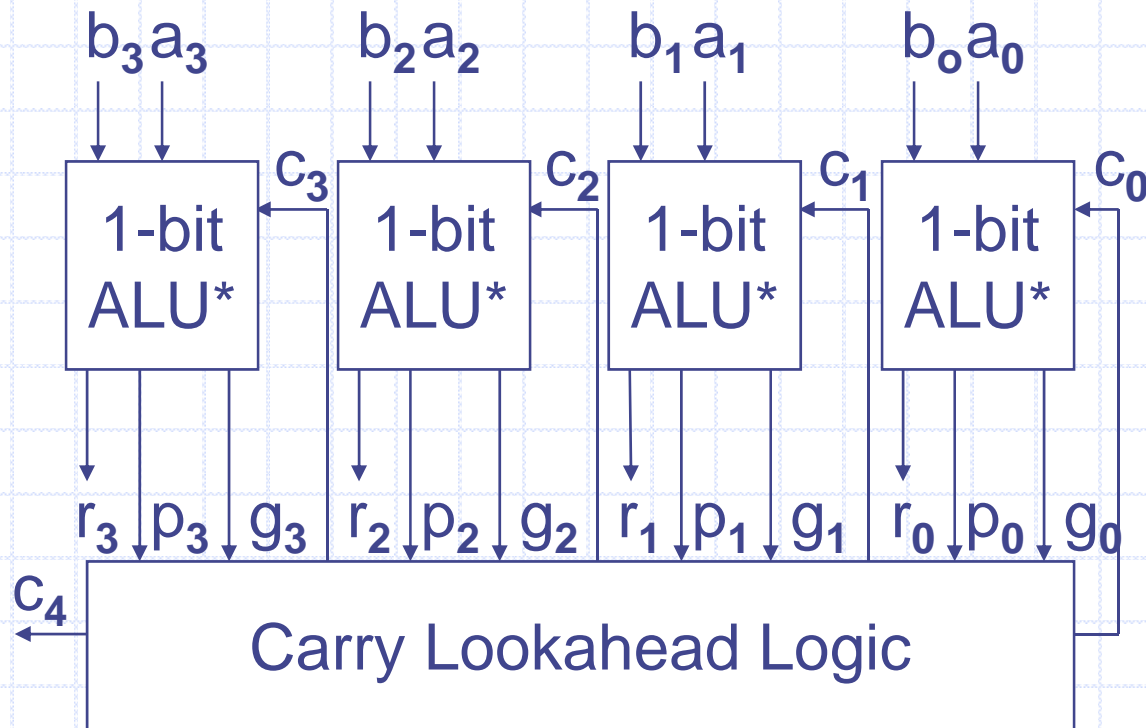 b₃ a₃ b₂ a₂ b₁ a₁ bₒ a₀
c₃ c₂ c₁ c₀
1-bit ALU*
1-bit ALU*
1-bit ALU*
1-bit ALU*
r₃ p₃ g₃ r₂ p₂ g₂ r₁ p₁ g₁ r₀ p₀ g₀
c₄
Carry Lookahead Logic